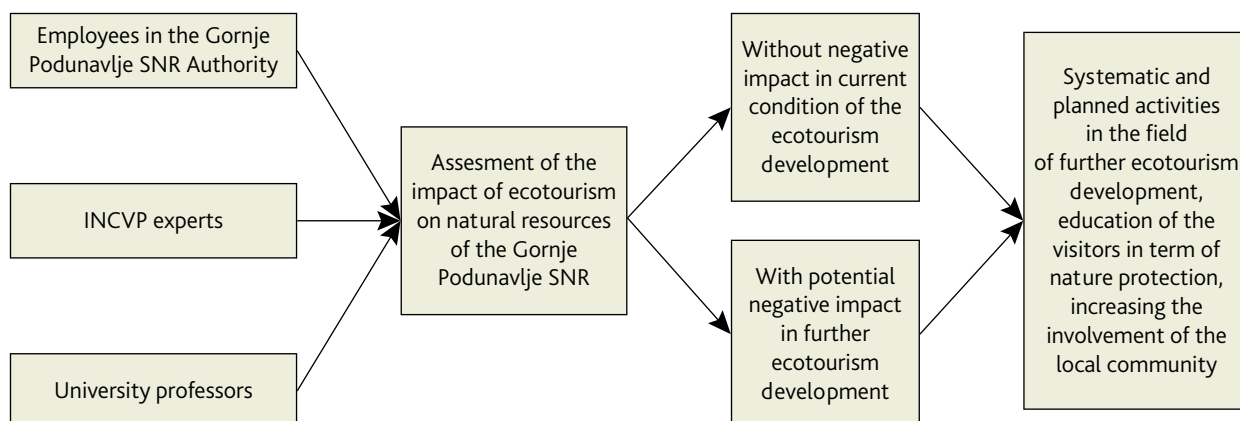 Employees in the Gornje
Podunavlje SNR Authority
INCVP experts
University professors
Assesment of the
impact of ecotourism
on natural resources
of the Gornje
Podunavlje SNR
Without negative
impact in current
condition of the
ecotourism
development
With potential
negative impact
in further
ecotourism
development
Systematic and
planned activities
in the field
of further ecotourism
development,
education of the
visitors in term of
nature protection,
increasing the
involvement of the
local community